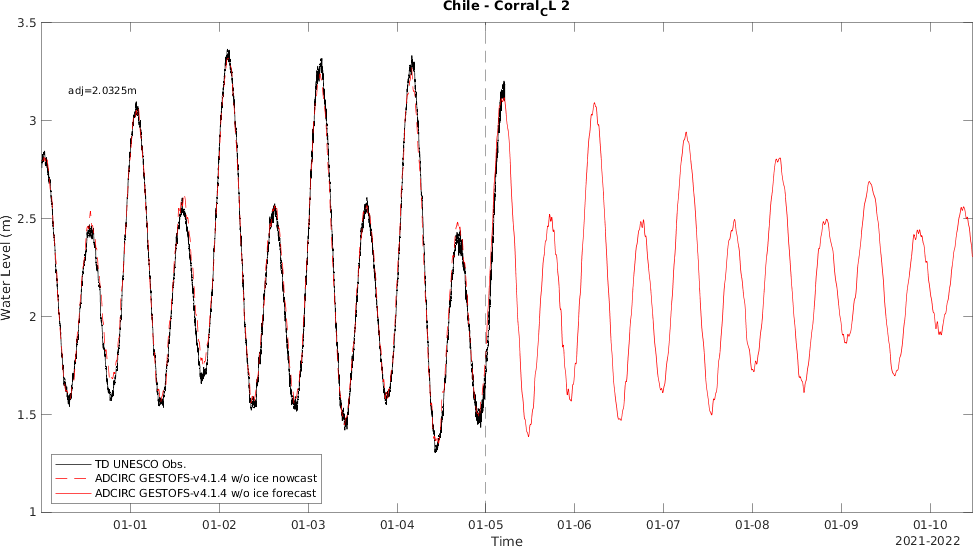 Chile - Corral_CL 2
3.5
3
2.5
2
1.5
1
Water Level (m)
adj=2.0325m
TD UNESCO Obs.
ADCIRC GESTOFS-v4.1.4 w/o ice nowcast
ADCIRC GESTOFS-v4.1.4 w/o ice forecast
01-01 01-02 01-03 01-04 01-05 01-06 01-07 01-08 01-09 01-10
Time
2021-2022